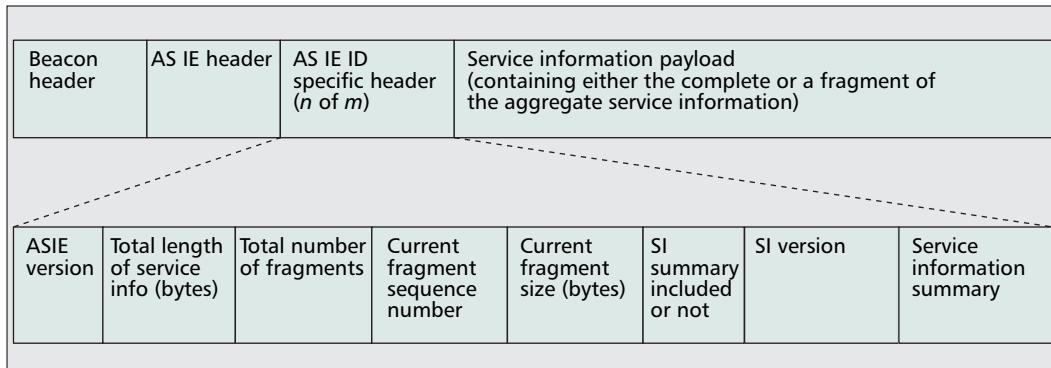 Beacon
header
AS IE header
AS IE ID
specific header
(n of m)
Service information payload
(containing either the complete or a fragment of
the aggregate service information)
ASIE
version
Total length
of service
info (bytes)
Total number
of fragments
Current
fragment
sequence
number
Current
fragment
size (bytes)
SI
summary
included
or not
SI version
Service
information
summary